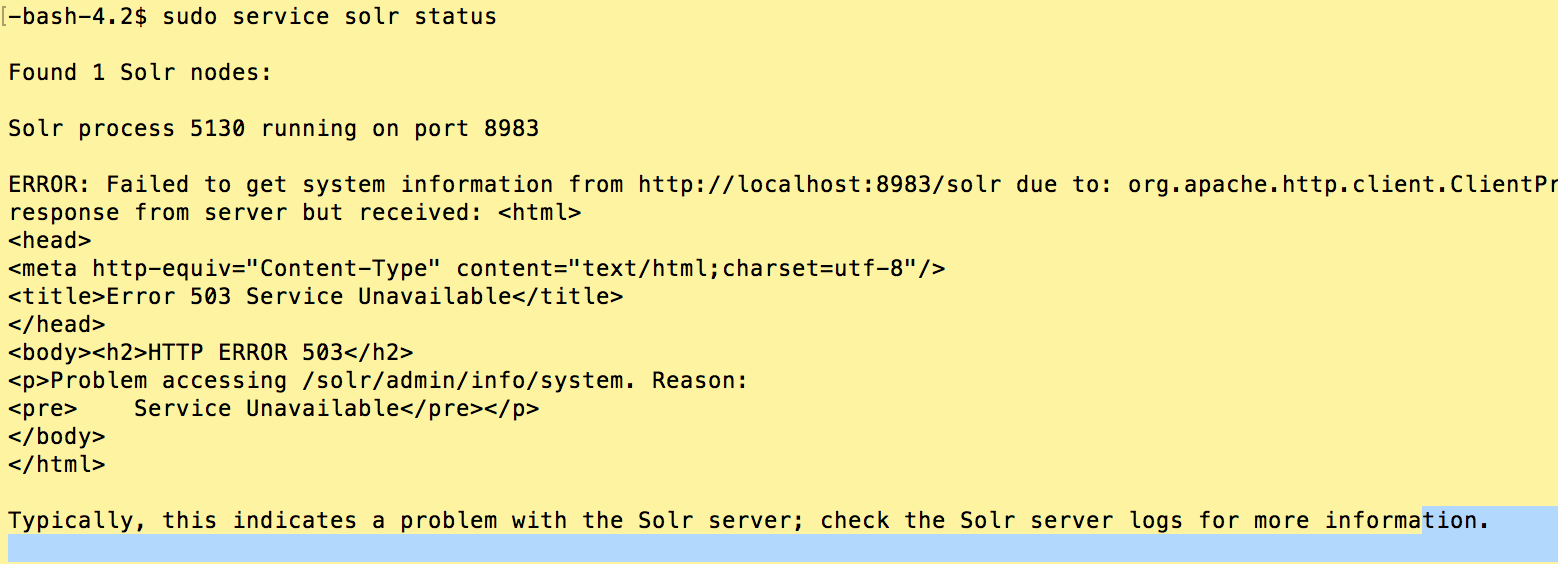 [-bash-4.2$ sudo service solr status
Found 1 Solr nodes:
Solr process 5130 running on port 8983
ERROR: Failed to get system information from http://localhost:8983/solr due to: org.apache.http.client.ClientPr
response from server but received: <html>
<head>
<meta http-equiv="Content-Type" content="text/html;charset=utf-8"/>
<title>Error 503 Service Unavailable</title>
</head>
<body><h2>HTTP ERROR 503</h2>
<p>Problem accessing /solr/admin/info/system. Reason:
<pre>    Service Unavailable</pre></p>
</body>
</html>
Typically, this indicates a problem with the Solr server; check the Solr server logs for more information.